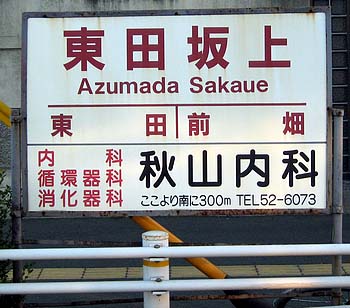 東田坂上
Azumada Sakaue
東田 前畑
内科
循環器科
消化器科
秋山内科
ここより南に300m TEL52-6073